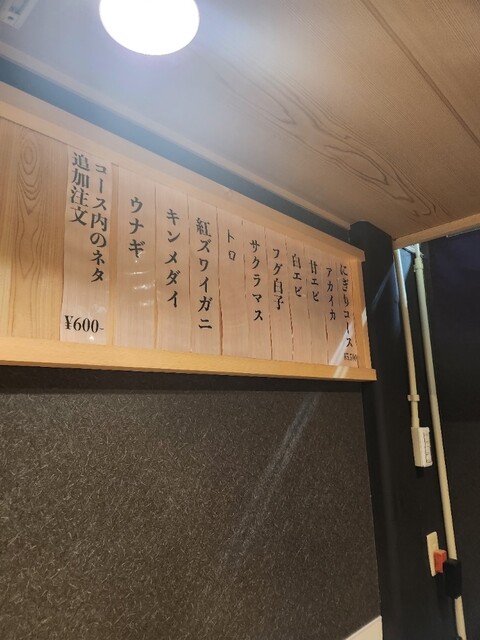 にぎりコース
アカイカ
甘エビ
白エビ
フグ白子
サクラマス
トロ
紅ズワイガニ
キンメダイ
ウナギ
コース内のネタ
追加注文
¥600-